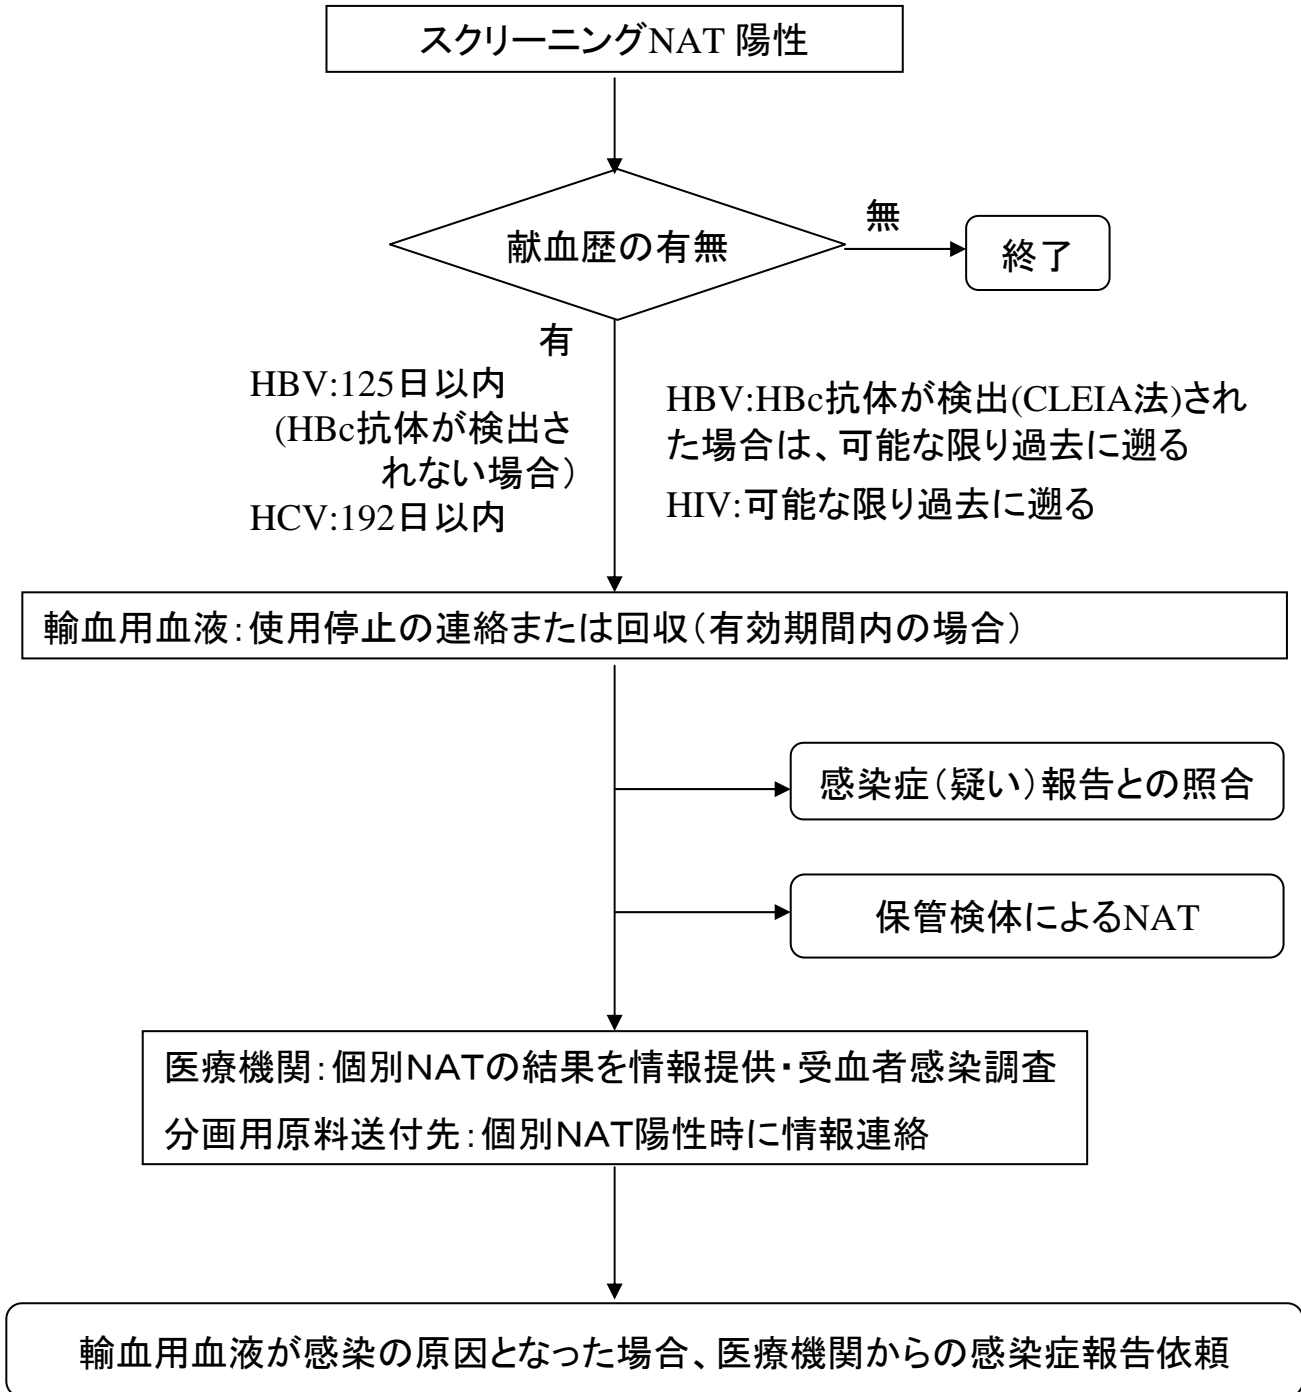 スクリーニングNAT 陽性
献血歴の有無
無
終了
有
HBV:125日以内
(HBc抗体が検出さ
れない場合)
HCV:192日以内
HBV:HBc抗体が検出(CLEIA法)され
た場合は、可能な限り過去に遡る
HIV:可能な限り過去に遡る
輸血用血液:使用停止の連絡または回収(有効期間内の場合)
感染症(疑い)報告との照合
保管検体によるNAT
医療機関:個別NATの結果を情報提供・受血者感染調査
分画用原料送付先:個別NAT陽性時に情報連絡
輸血用血液が感染の原因となった場合、医療機関からの感染症報告依頼